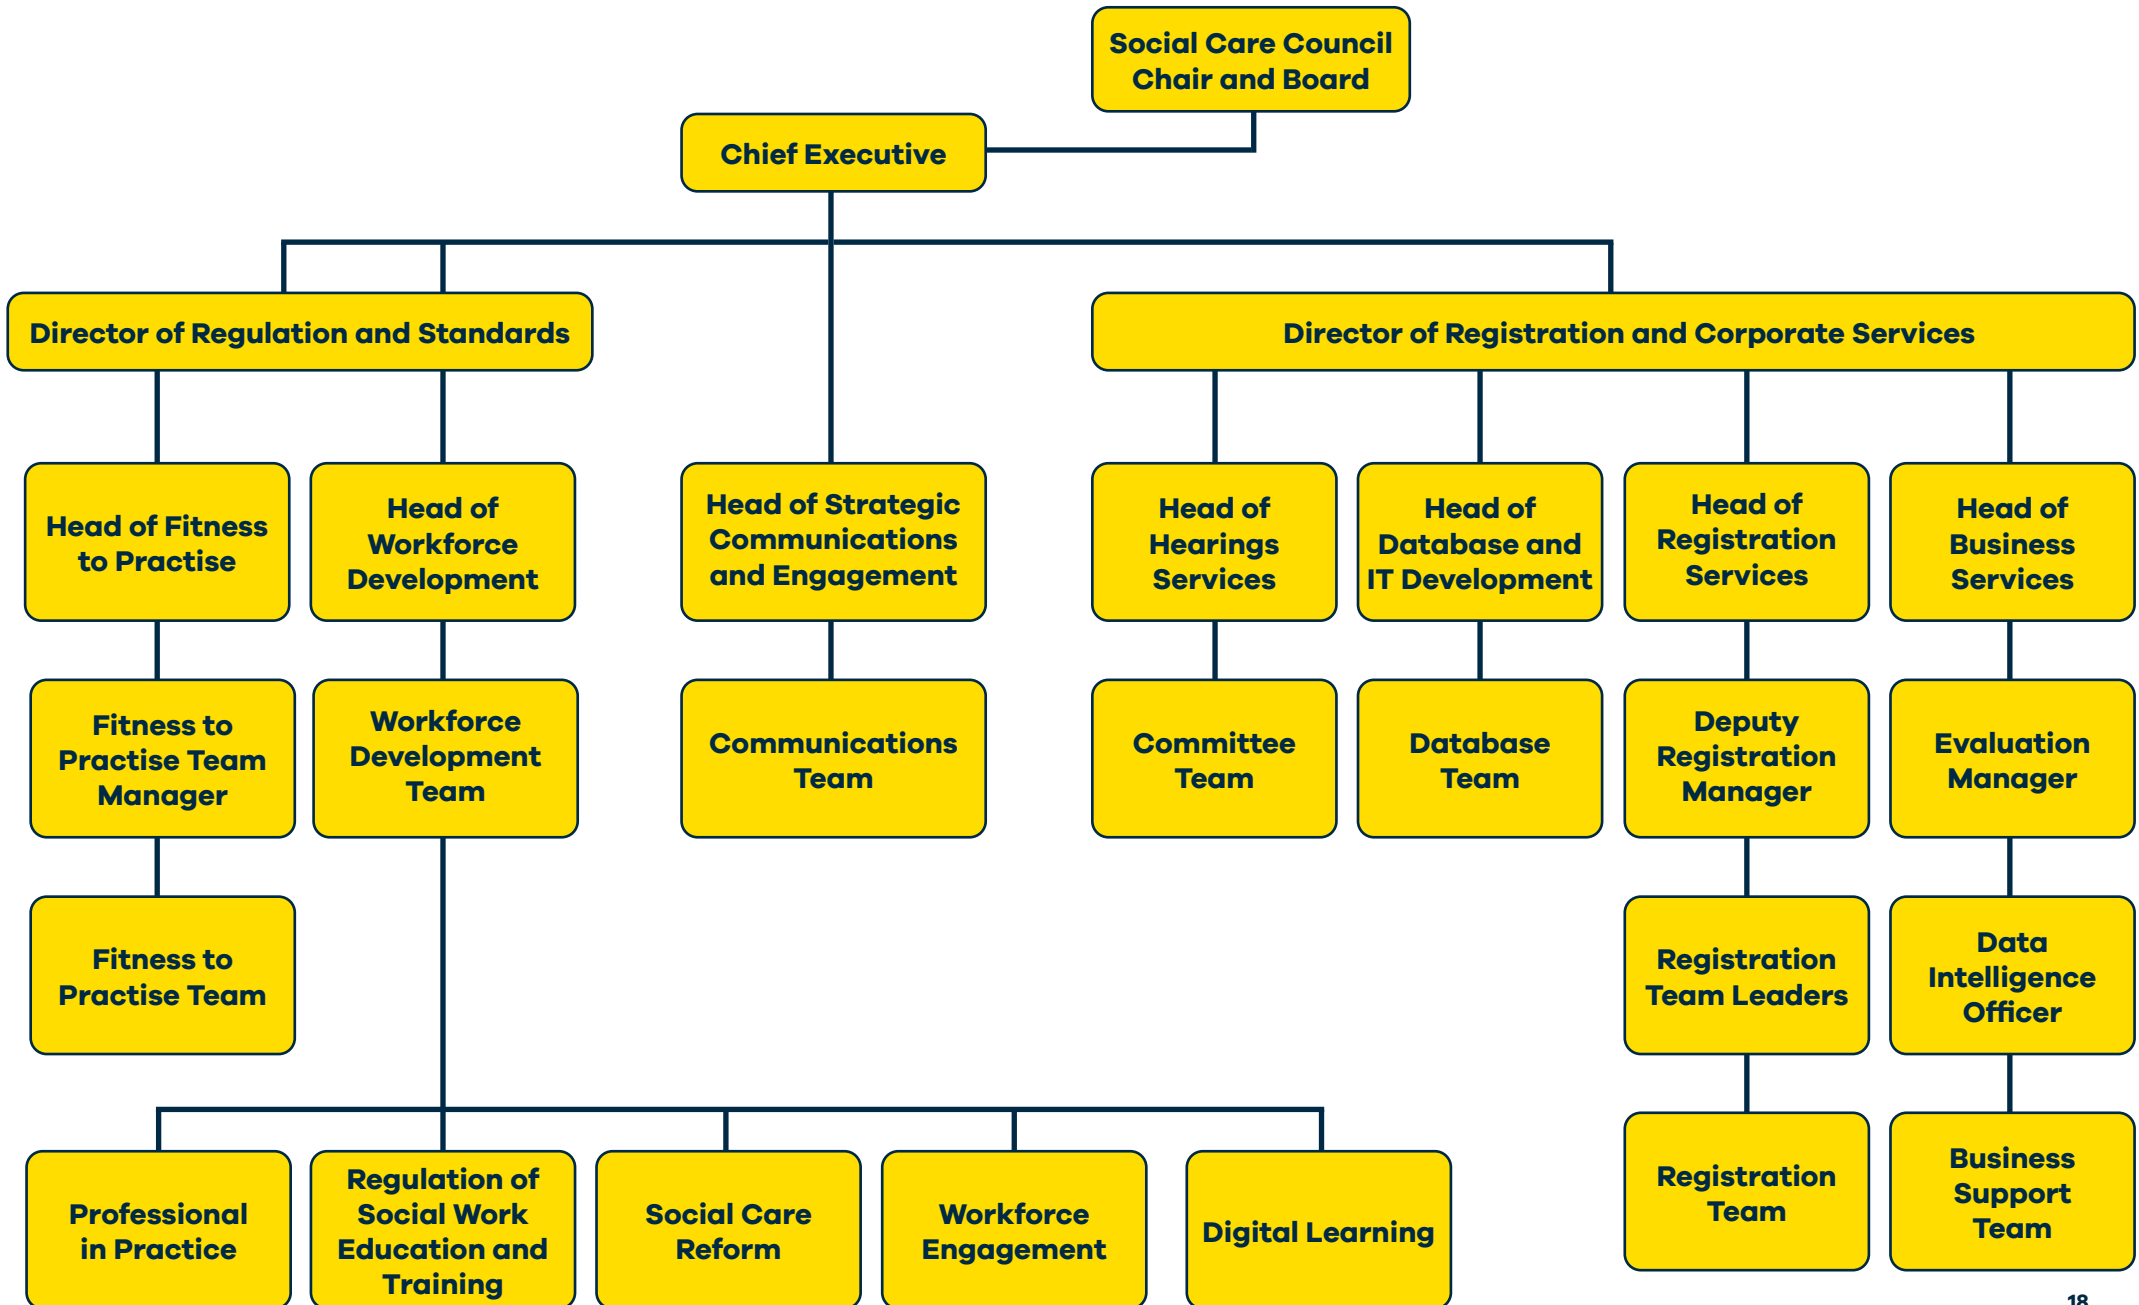 Social Care Council
Chair and Board
Chief Executive
Director of Regulation and Standards
Director of Registration and Corporate Services
Head of Fitness
to Practise
Head of
Workforce
Development
Head of Strategic
Communications
and Engagement
Head of
Hearings
Services
Head of
Database and
IT Development
Head of
Registration
Services
Head of
Business
Services
Fitness to
Practise Team
Manager
Workforce
Development
Team
Communications
Team
Committee
Team
Database
Team
Deputy
Registration
Manager
Evaluation
Manager
Fitness to
Practise Team
Registration
Team Leaders
Data
Intelligence
Officer
Professional
in Practice
Regulation of
Social Work
Education and
Training
Social Care
Reform
Workforce
Engagement
Digital Learning
Registration
Team
Business
Support
Team
18